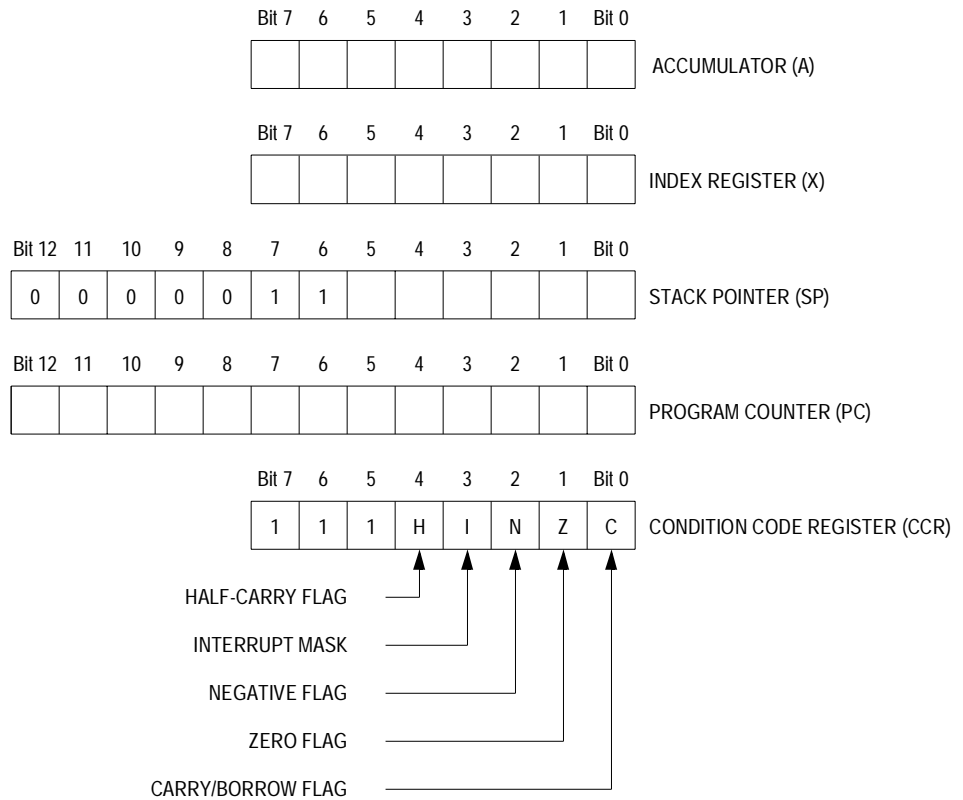 Bit 7 6 5 4 3 2 1 Bit 0
ACCUMULATOR (A)
Bit 7 6 5 4 3 2 1 Bit 0
INDEX REGISTER (X)
Bit 12 11 10 9 8 7 6 5 4 3 2 1 Bit 0
0 0 0 0 0 1 1 STACK POINTER (SP)
Bit 12 11 10 9 8 7 6 5 4 3 2 1 Bit 0
PROGRAM COUNTER (PC)
Bit 7 6 5 4 3 2 1 Bit 0
1 1 1 H I N Z C CONDITION CODE REGISTER (CCR)
HALF-CARRY FLAG
INTERRUPT MASK
NEGATIVE FLAG
ZERO FLAG
CARRY/BORROW FLAG